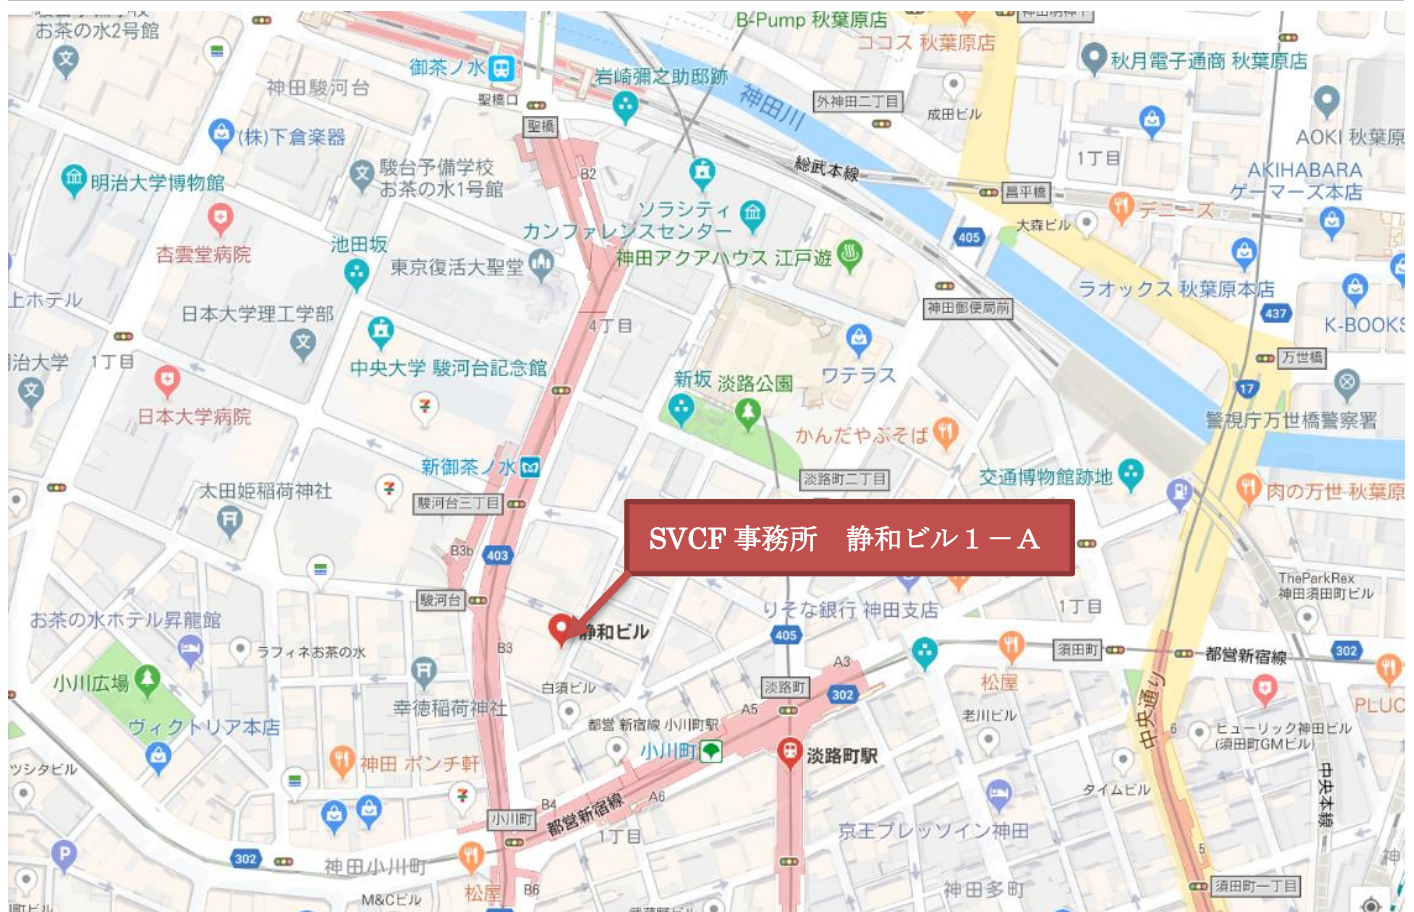 お茶の水2号館
B-Pump 秋葉原店
ココス 秋葉原店
秋月電子通商 秋葉原店
御茶ノ水
神田駿河台
聖橋口
聖橋
岩崎彌之助邸跡
神田川
外神田二丁目
成田ビル
AOKI 秋葉原
(株)下倉楽器
1丁目
総武本線
明治大学博物館
駿台予備学校
お茶の水1号館
B2
昌平橋
AKIHABARA
ゲーマーズ本店
デニーズ
大森ビル
杏雲堂病院
池田坂
ソラシティ
カンファレンスセンター
405
東京復活大聖堂
神田アクアハウス 江戸遊
上ホテル
日本大学理工学部
神田郵便局前
ラオックス 秋葉原本店
437
K-BOOKS
4丁目
治大学
1丁目
中央大学 駿河台記念館
新坂
淡路公園
ワテラス
万世橋
17
日本大学病院
警視庁万世橋警察署
かんだやぶそば
新御茶ノ水
淡路町二丁目
交通博物館跡地
太田姫稲荷神社
駿河台三丁目
肉の万世 秋葉原
SVCF 事務所　静和ビル1-A
B3b
403
TheParkRex
神田須田町ビル
駿河台
りそな銀行 神田支店
1丁目
お茶の水ホテル昇龍館
静和ビル
405
ラフィネお茶の水
B3
須田町
都営新宿線
302
A3
小川広場
白須ビル
淡路町
302
松屋
幸徳稲荷神社
A5
老川ビル
PLUC
ヴィクトリア本店
都営 新宿線 小川町駅
中央通り
6
ヒューリック神田ビル
(須田町GMビル)
小川町
淡路町駅
神田 ポンチ軒
ツシタビル
タイムビル
中央本線
B4
A6
小川町
都営新宿線
1丁目
京王プレッソイン神田
302
神田小川町
5
神
松屋
B6
M&Cビル
神田多町
須田町一丁目